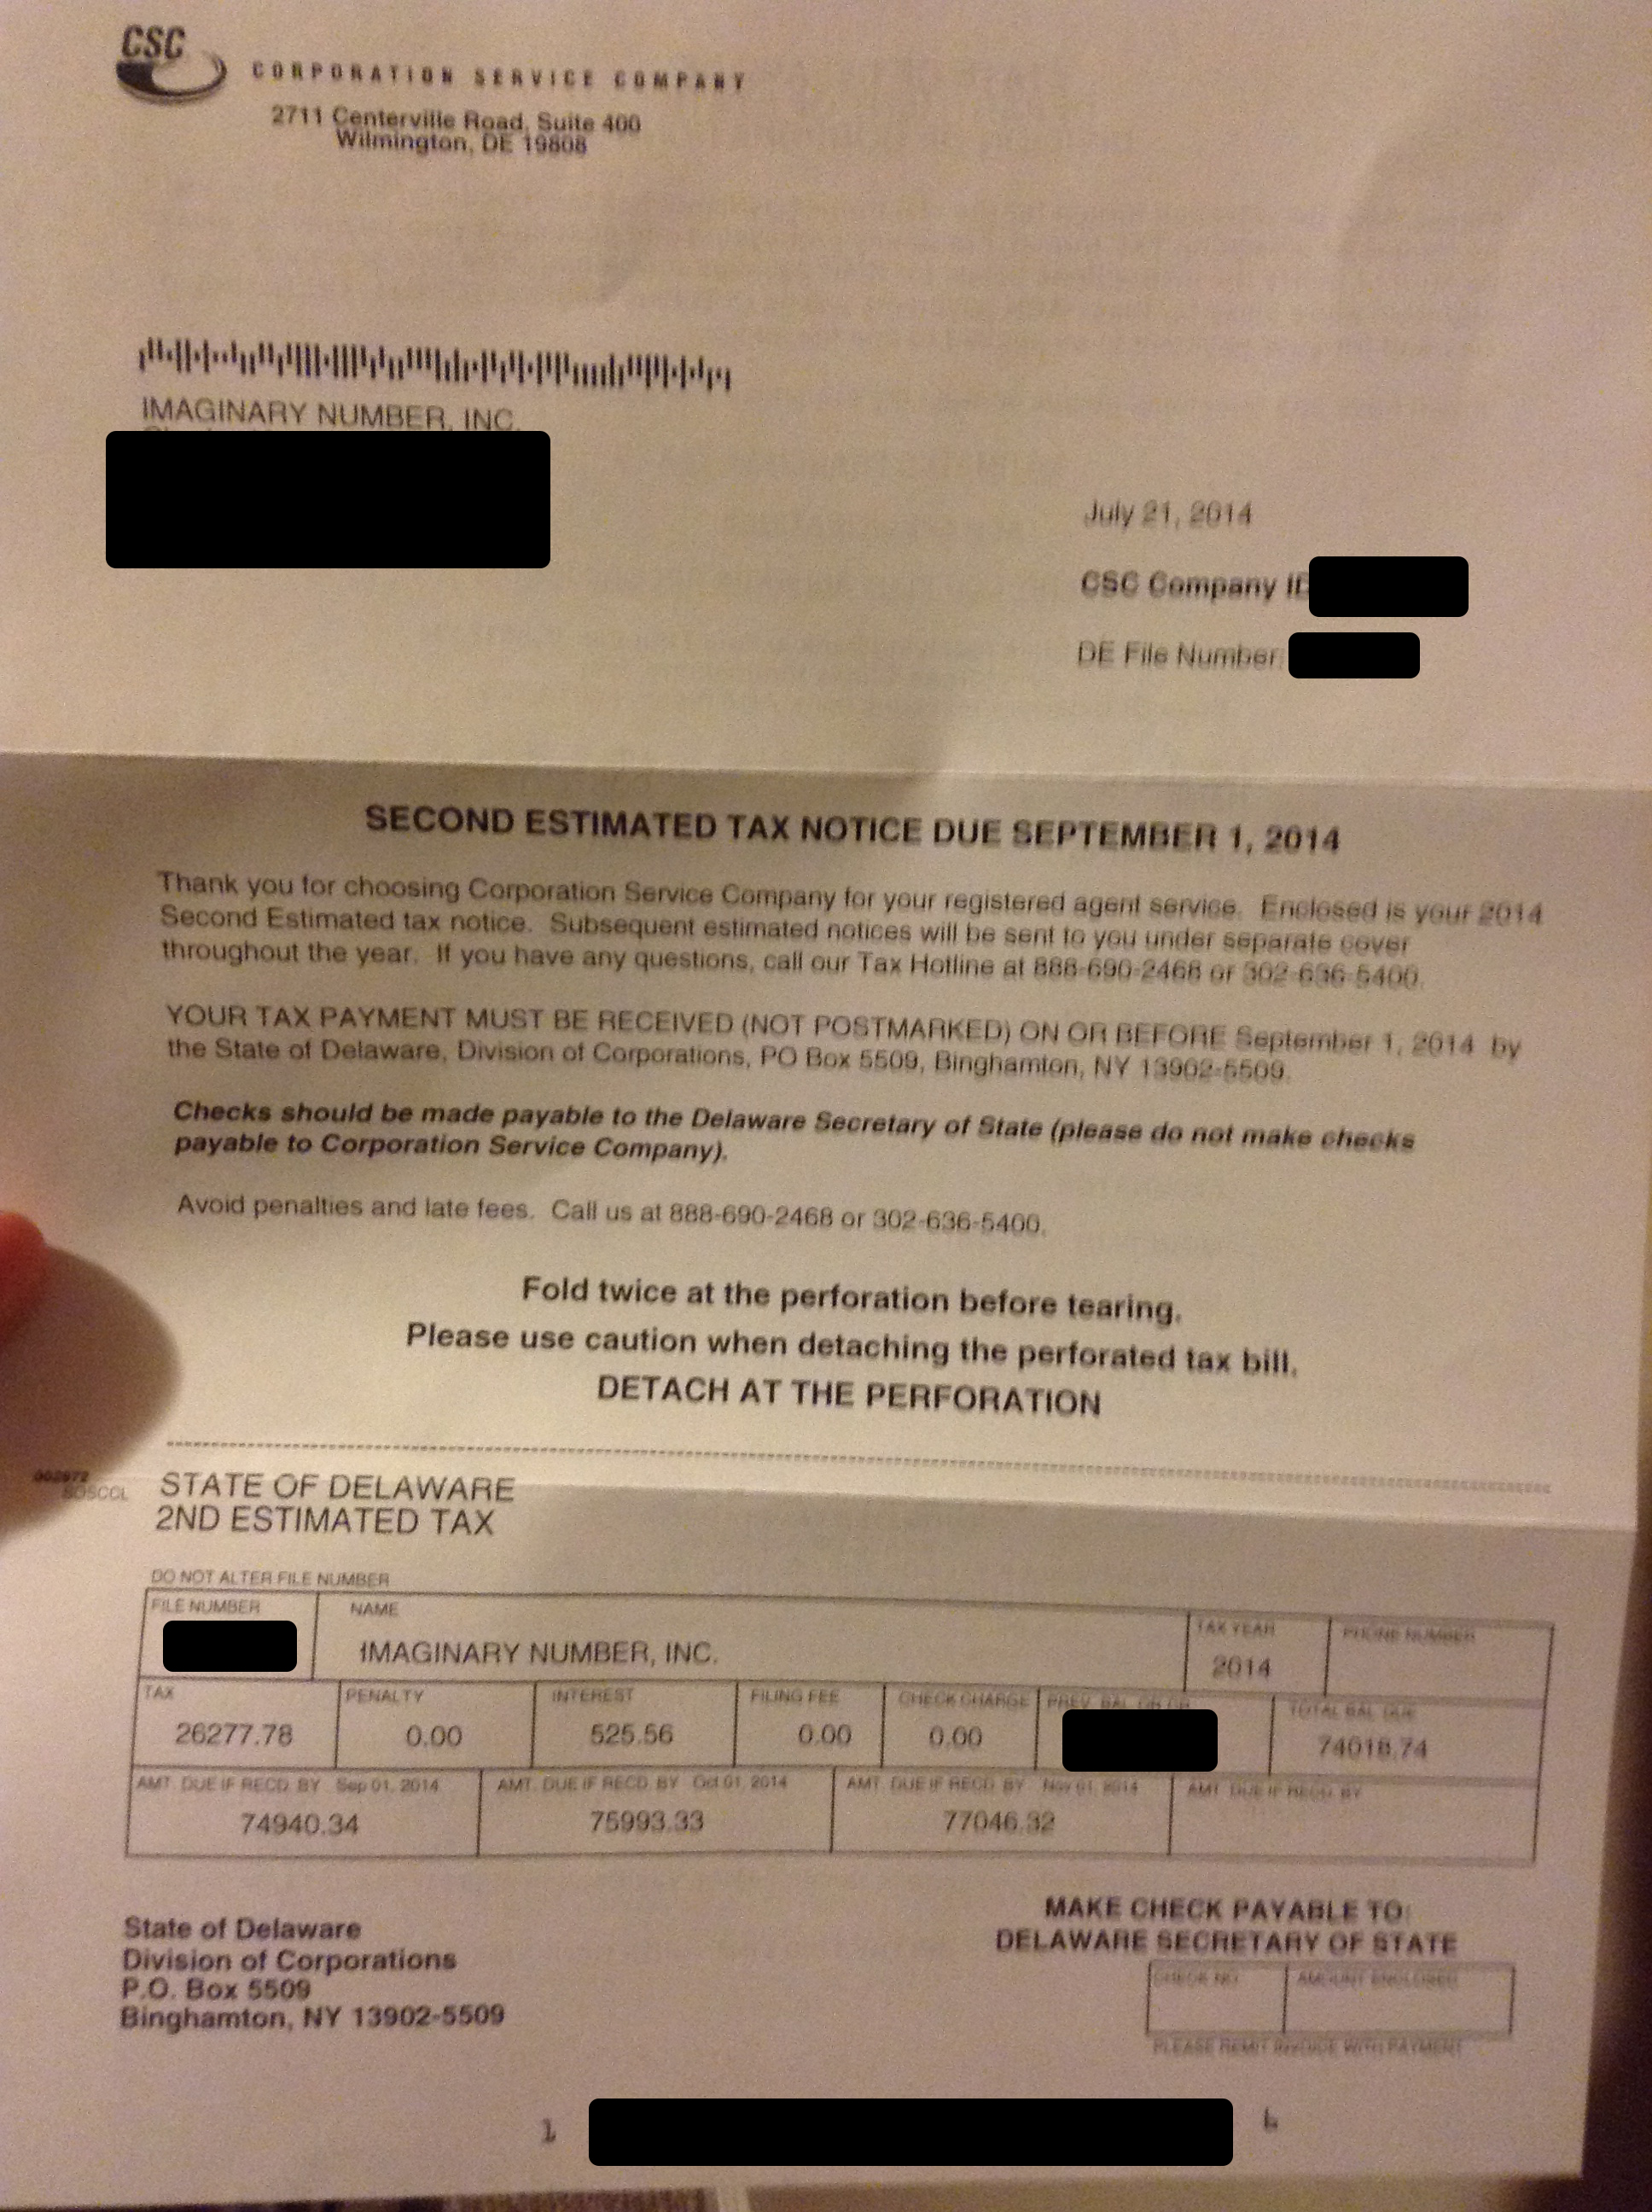 CSC
CORPORATION SERVICE COMPANY
2711 Centerville Road, Suite 400
Wilmington, DE 19808
IMAGINARY NUMBER, INC.
July 21, 2014
CSC Company ID
DE File Number:
SECOND ESTIMATED TAX NOTICE DUE SEPTEMBER 1, 2014
Thank you for choosing Corporation Service Company for your registered agent service. Enclosed is your 2014
Second Estimated tax notice. Subsequent estimated notices will be sent to you under separate cover
throughout the year. If you have any questions, call our Tax Hotline at 888-690-2468 or 302-636-5400.
YOUR TAX PAYMENT MUST BE RECEIVED (NOT POSTMARKED) ON OR BEFORE September 1, 2014 by
the State of Delaware, Division of Corporations, PO Box 5509, Binghamton, NY 13902-5509.
Checks should be made payable to the Delaware Secretary of State (please do not make checks
payable to Corporation Service Company).
Avoid penalties and late fees. Call us at 888-690-2468 or 302-636-5400.
Fold twice at the perforation before tearing.
Please use caution when detaching the perforated tax bill.
DETACH AT THE PERFORATION
STATE OF DELAWARE
2ND ESTIMATED TAX
DO NOT ALTER FILE NUMBER
FILE NUMBER NAME TAX YEAR PHONE NUMBER
IMAGINARY NUMBER, INC. 2014
TAX PENALTY INTEREST FILING FEE CHECK CHARGE PREV. BAL OR CR TOTAL BAL DUE
26277.78 0.00 525.56 0.00 0.00 74018.74
AMT. DUE IF RECD. BY Sep 01, 2014 AMT. DUE IF RECD. BY Oct 01, 2014 AMT. DUE IF RECD. BY Nov 01, 2014 AMT. DUE IF RECD. BY
74940.34 75993.33 77046.32
State of Delaware
Division of Corporations
P.O. Box 5509
Binghamton, NY 13902-5509
MAKE CHECK PAYABLE TO:
DELAWARE SECRETARY OF STATE
CHECK NO. AMOUNT ENCLOSED
PLEASE REMIT INVOICE WITH PAYMENT